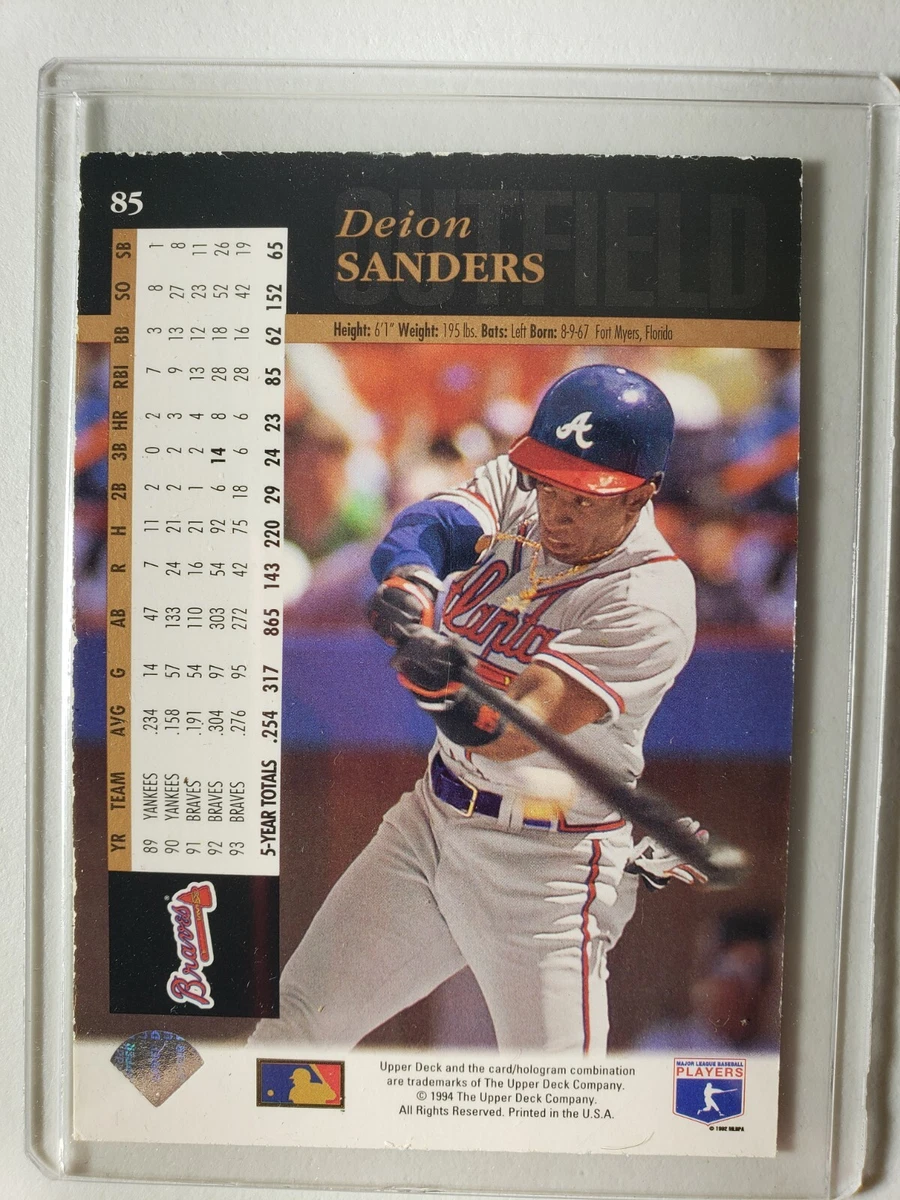 85
OUTFIELD
Deion
SANDERS
Height: 6'1" Weight: 195 lbs. Bats: Left Born: 8-9-67 Fort Myers, Florida
YR TEAM AVG G AB R H 2B 3B HR RBI BB SO SB
89 YANKEES .234 14 47 7 11 2 0 2 7 3 8 1
90 YANKEES .158 57 133 24 21 2 2 3 9 13 27 8
91 BRAVES .191 54 110 16 21 1 2 4 13 12 23 11
92 BRAVES .304 97 303 54 92 6 14 8 28 18 52 26
93 BRAVES .276 95 272 42 75 18 6 6 28 16 42 19
5-YEAR TOTALS .254 317 865 143 220 29 24 23 85 62 152 65
A
Atlanta
Braves
Upper Deck and the card/hologram combination
are trademarks of The Upper Deck Company.
© 1994 The Upper Deck Company.
All Rights Reserved. Printed in the U.S.A.
MAJOR LEAGUE BASEBALL
PLAYERS
© 1992 MLBPA